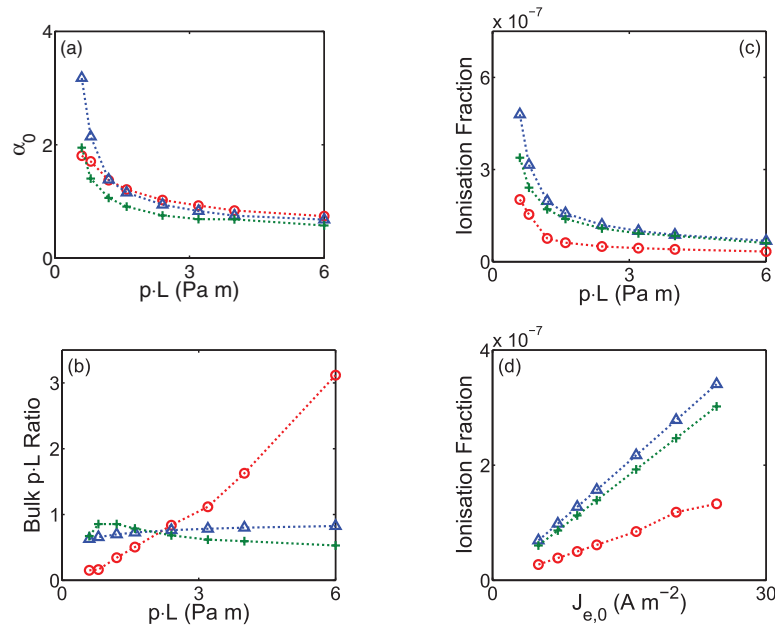 (a)
α₀
4
2
0
0 3 6
p·L (Pa m)
(c)
x 10⁻⁷
Ionisation Fraction
6
3
0
0 3 6
p·L (Pa m)
(b)
Bulk p·L Ratio
3
2
1
0
0 3 6
p·L (Pa m)
(d)
x 10⁻⁷
Ionisation Fraction
4
2
0
0 30
J_e,0 (A m⁻²)